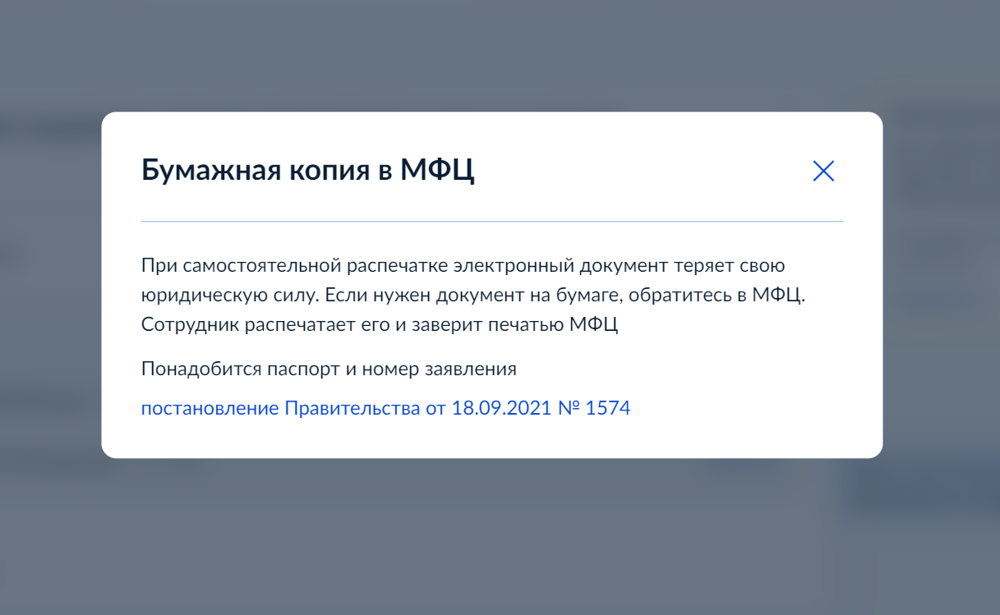 Бумажная копия в МФЦ
При самостоятельной распечатке электронный документ теряет свою
юридическую силу. Если нужен документ на бумаге, обратитесь в МФЦ.
Сотрудник распечатает его и заверит печатью МФЦ
Понадобится паспорт и номер заявления
постановление Правительства от 18.09.2021 № 1574